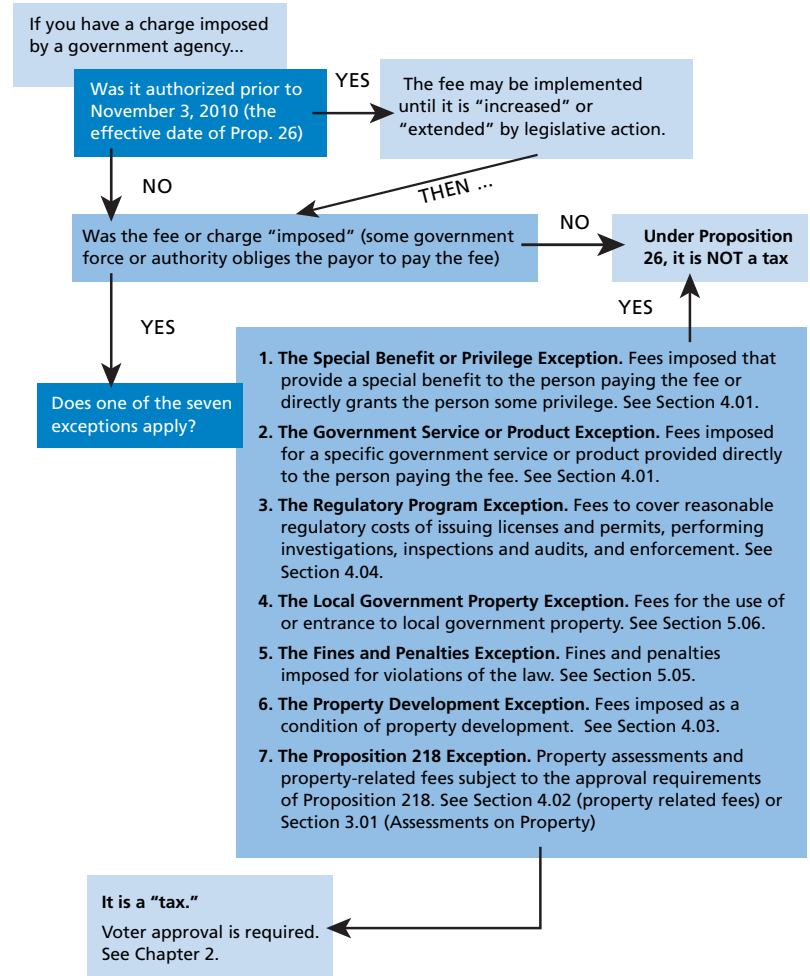 If you have a charge imposed
by a government agency...
Was it authorized prior to
November 3, 2010 (the
effective date of Prop. 26)
YES
The fee may be implemented
until it is “increased” or
“extended” by legislative action.
NO
THEN ...
Was the fee or charge “imposed” (some government
force or authority obliges the payor to pay the fee)
NO
Under Proposition
26, it is NOT a tax
YES
YES
Does one of the seven
exceptions apply?
1. The Special Benefit or Privilege Exception. Fees imposed that
provide a special benefit to the person paying the fee or
directly grants the person some privilege. See Section 4.01.
2. The Government Service or Product Exception. Fees imposed
for a specific government service or product provided directly
to the person paying the fee. See Section 4.01.
3. The Regulatory Program Exception. Fees to cover reasonable
regulatory costs of issuing licenses and permits, performing
investigations, inspections and audits, and enforcement. See
Section 4.04.
4. The Local Government Property Exception. Fees for the use of
or entrance to local government property. See Section 5.06.
5. The Fines and Penalties Exception. Fines and penalties
imposed for violations of the law. See Section 5.05.
6. The Property Development Exception. Fees imposed as a
condition of property development. See Section 4.03.
7. The Proposition 218 Exception. Property assessments and
property-related fees subject to the approval requirements
of Proposition 218. See Section 4.02 (property related fees) or
Section 3.01 (Assessments on Property)
It is a “tax.”
Voter approval is required.
See Chapter 2.